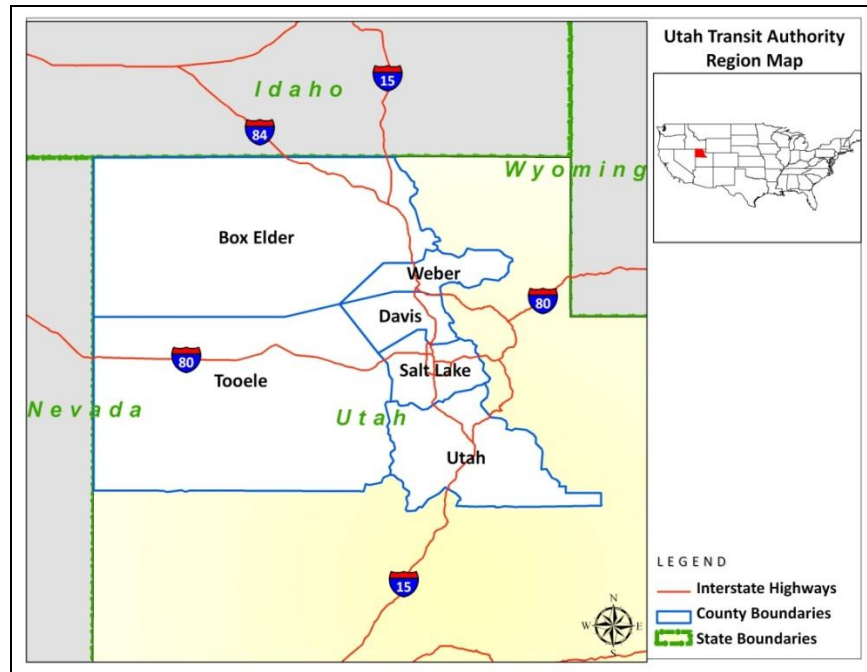 Utah Transit Authority
Region Map
Idaho
15
84
Wyoming
Box Elder
Weber
80
Davis
80
Tooele
Salt Lake
Nevada
Utah
Utah
15
N
W E
S
LEGEND
Interstate Highways
County Boundaries
State Boundaries